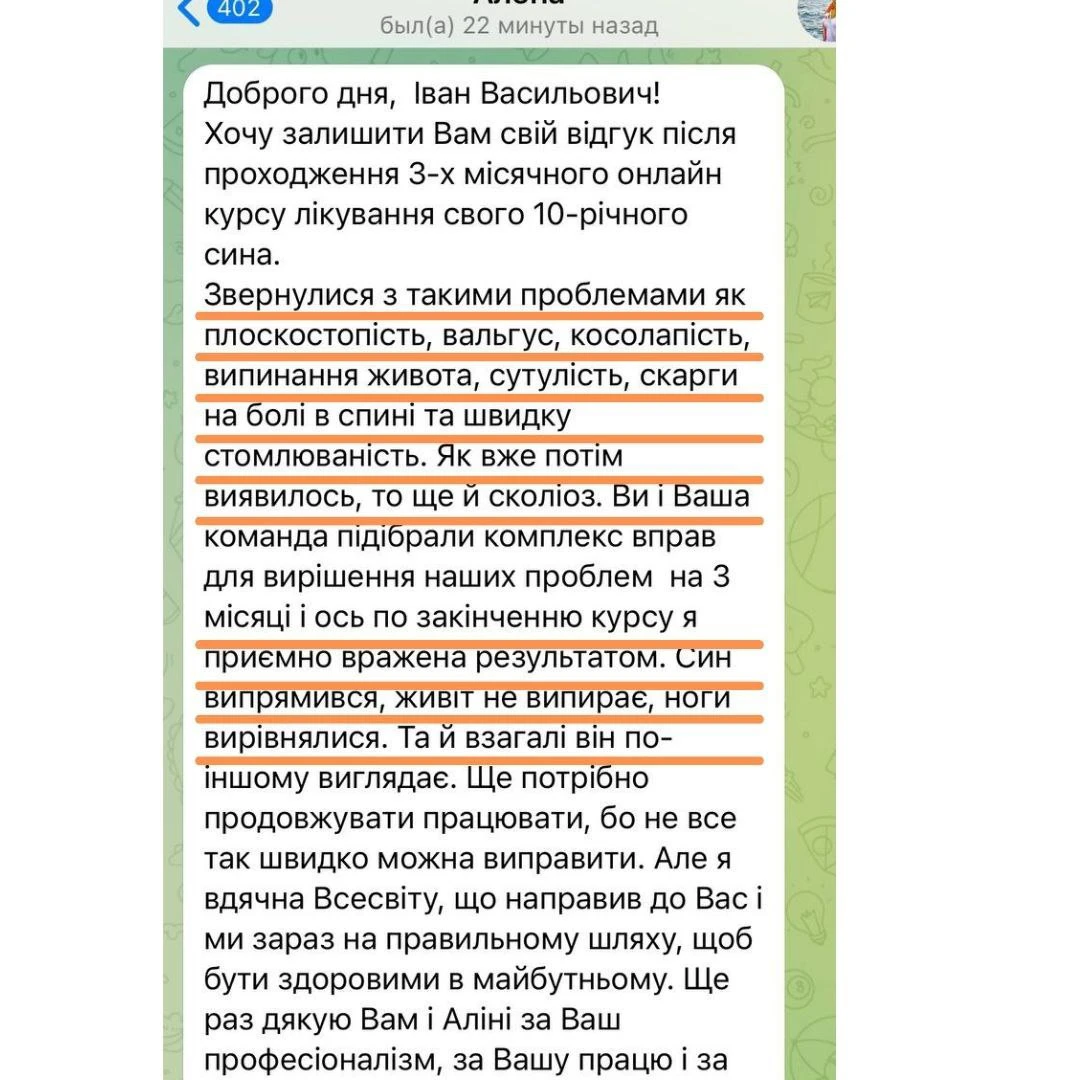 402
был(а) 22 минуты назад
Доброго дня, Іван Васильович!
Хочу залишити Вам свій відгук після
проходження 3-х місячного онлайн
курсу лікування свого 10-річного
сина.
Звернулися з такими проблемами як
плоскостопість, вальгус, косолапість,
випинання живота, сутулість, скарги
на болі в спині та швидку
стомлюваність. Як вже потім
виявилось, то ще й сколіоз. Ви і Ваша
команда підібрали комплекс вправ
для вирішення наших проблем на 3
місяці і ось по закінченню курсу я
приємно вражена результатом. Син
випрямився, живіт не випирає, ноги
вирівнялися. Та й взагалі він по-
іншому виглядає. Ще потрібно
продовжувати працювати, бо не все
так швидко можна виправити. Але я
вдячна Всесвіту, що направив до Вас і
ми зараз на правильному шляху, щоб
бути здоровими в майбутньому. Ще
раз дякую Вам і Аліні за Ваш
професіоналізм, за Вашу працю і за